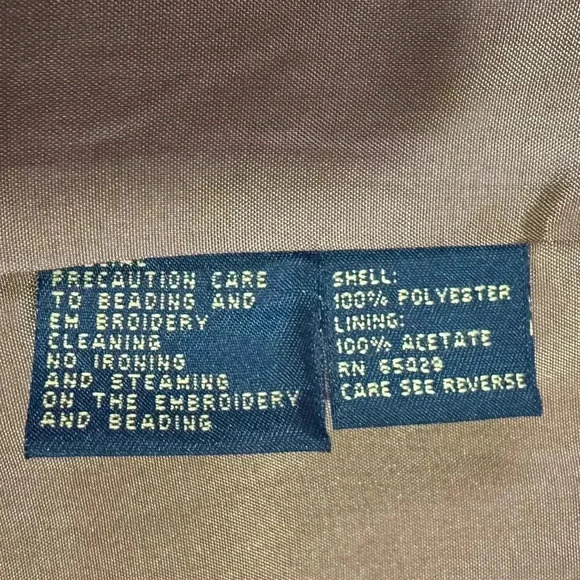 PRECAUTION CARE
TO BEADING AND
EM BROIDERY
CLEANING
NO IRONING
AND STEAMING
ON THE EMBROIDERY
AND BEADING
SHELL:
100% POLYESTER
LINING:
100% ACETATE
RN 65929
CARE SEE REVERSE